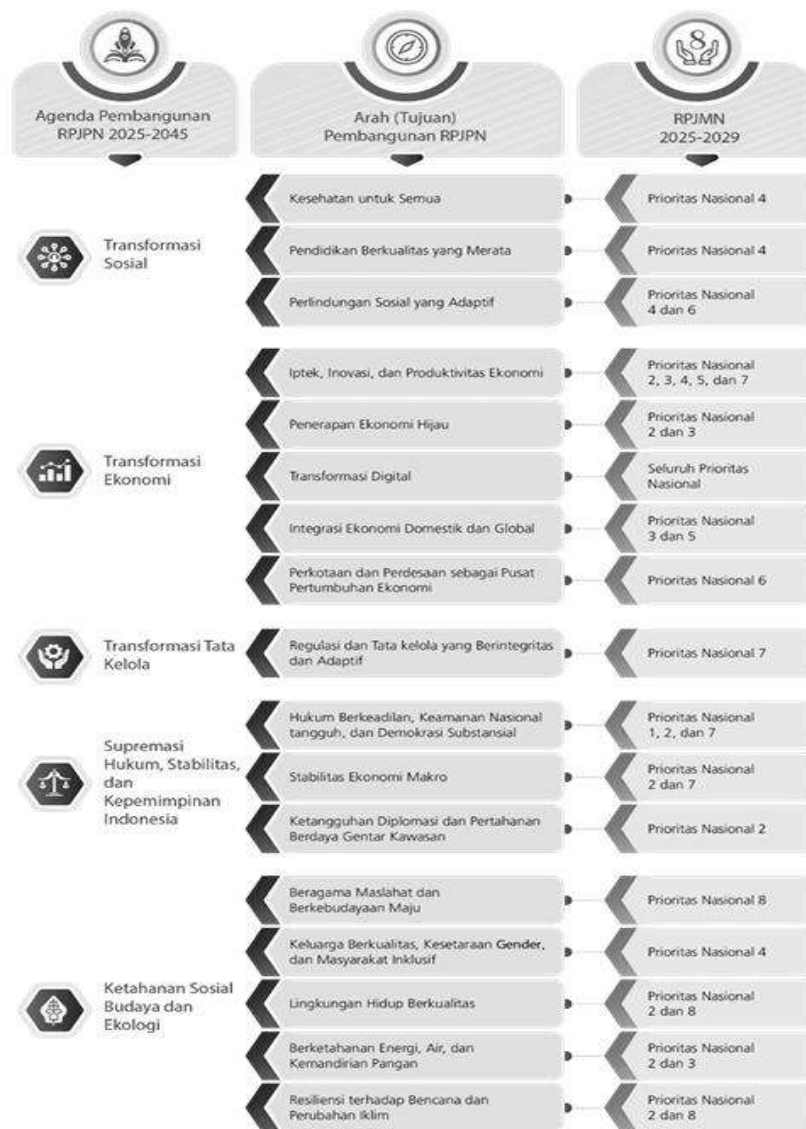 8
Agenda Pembangunan
RPJPN 2025-2045
Arah (Tujuan)
Pembangunan RPJPN
RPJMN
2025-2029
Transformasi
Sosial
Kesehatan untuk Semua
Prioritas Nasional 4
Pendidikan Berkualitas yang Merata
Prioritas Nasional 4
Perlindungan Sosial yang Adaptif
Prioritas Nasional
4 dan 6
Transformasi
Ekonomi
Iptek, Inovasi, dan Produktivitas Ekonomi
Prioritas Nasional
2, 3, 4, 5, dan 7
Penerapan Ekonomi Hijau
Prioritas Nasional
2 dan 3
Transformasi Digital
Seluruh Prioritas
Nasional
Integrasi Ekonomi Domestik dan Global
Prioritas Nasional
3 dan 5
Perkotaan dan Perdesaan sebagai Pusat
Pertumbuhan Ekonomi
Prioritas Nasional 6
Transformasi Tata
Kelola
Regulasi dan Tata kelola yang Berintegritas
dan Adaptif
Prioritas Nasional 7
Supremasi
Hukum, Stabilitas,
dan
Kepemimpinan
Indonesia
Hukum Berkeadilan, Keamanan Nasional
tangguh, dan Demokrasi Substansial
Prioritas Nasional
1, 2, dan 7
Stabilitas Ekonomi Makro
Prioritas Nasional
2 dan 7
Ketangguhan Diplomasi dan Pertahanan
Berdaya Gentar Kawasan
Prioritas Nasional 2
Ketahanan Sosial
Budaya dan
Ekologi
Beragama Maslahat dan
Berkebudayaan Maju
Prioritas Nasional 8
Keluarga Berkualitas, Kesetaraan Gender,
dan Masyarakat Inklusif
Prioritas Nasional 4
Lingkungan Hidup Berkualitas
Prioritas Nasional
2 dan 8
Berketahanan Energi, Air, dan
Kemandirian Pangan
Prioritas Nasional
2 dan 3
Resiliensi terhadap Bencana dan
Perubahan Iklim
Prioritas Nasional
2 dan 8